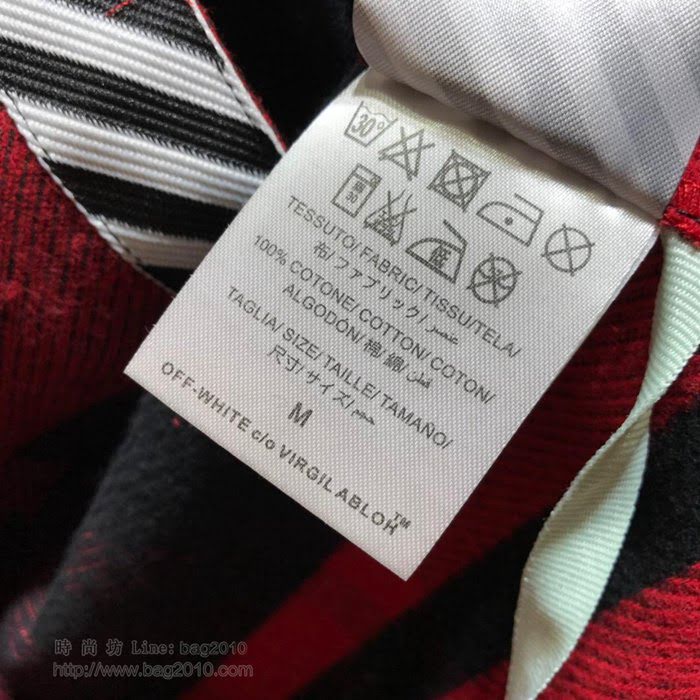 30°
TESSUTO/ FABRIC/ TISSU/TELA/
布/ファブリック/ عنصر
100% COTONE/ COTTON/ COTON/
ALGODÓN/ 棉/ 綿/ قطن
TAGLIA/ SIZE/ TAILLE/ TAMAÑO/
尺寸/ サイズ/ حجم
M
OFF-WHITE c/o VIRGIL ABLOH™
時尚坊 Line: bag2010
http://www.bag2010.com